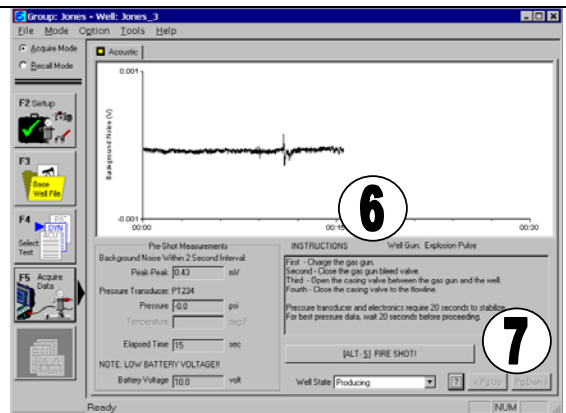 Group: Jones - Well: Jones_3
File Mode Option Tools Help
Acquire Mode
Recall Mode
F2 Setup
F3
Base
Well File
F4
Select
Test
F5 Acquire
Data
Acoustic
0.001
Background Noise (V)
-0.001
00:00
00:15
00:30
6
Pre-Shot Measurements
Background Noise Within 2 Second Interval:
Peak-Peak 0.43 mV
Pressure Transducer: PT234
Pressure -0.0 psi
Temperature deg F
Elapsed Time 15 sec
NOTE: LOW BATTERY VOLTAGE!!
Battery Voltage 10.0 volt
INSTRUCTIONS Well Gun: Explosion Pulse
First - Charge the gas gun.
Second - Close the gas gun bleed valve.
Third - Open the casing valve between the gas gun and the well.
Fourth - Close the casing valve to the flowline.
Pressure transducer and electronics require 20 seconds to stabilize.
For best pressure data, wait 20 seconds before proceeding.
7
[ALT- S] FIRE SHOT!
Well State Producing ? < Pg Up Pg Dwn >
Ready
NUM